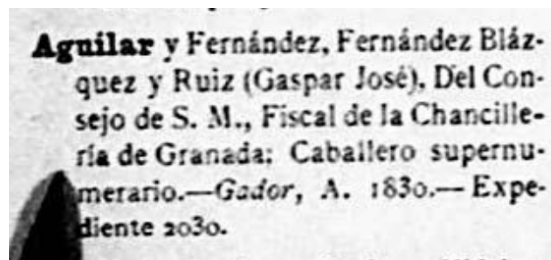 Aguilar y Fernández, Fernández Bláz-
quez y Ruiz (Gaspar José). Del Con-
sejo de S. M., Fiscal de la Chancille-
ría de Granada: Caballero supernu-
merario.—Gador, A. 1830.—Expe-
diente 2030.